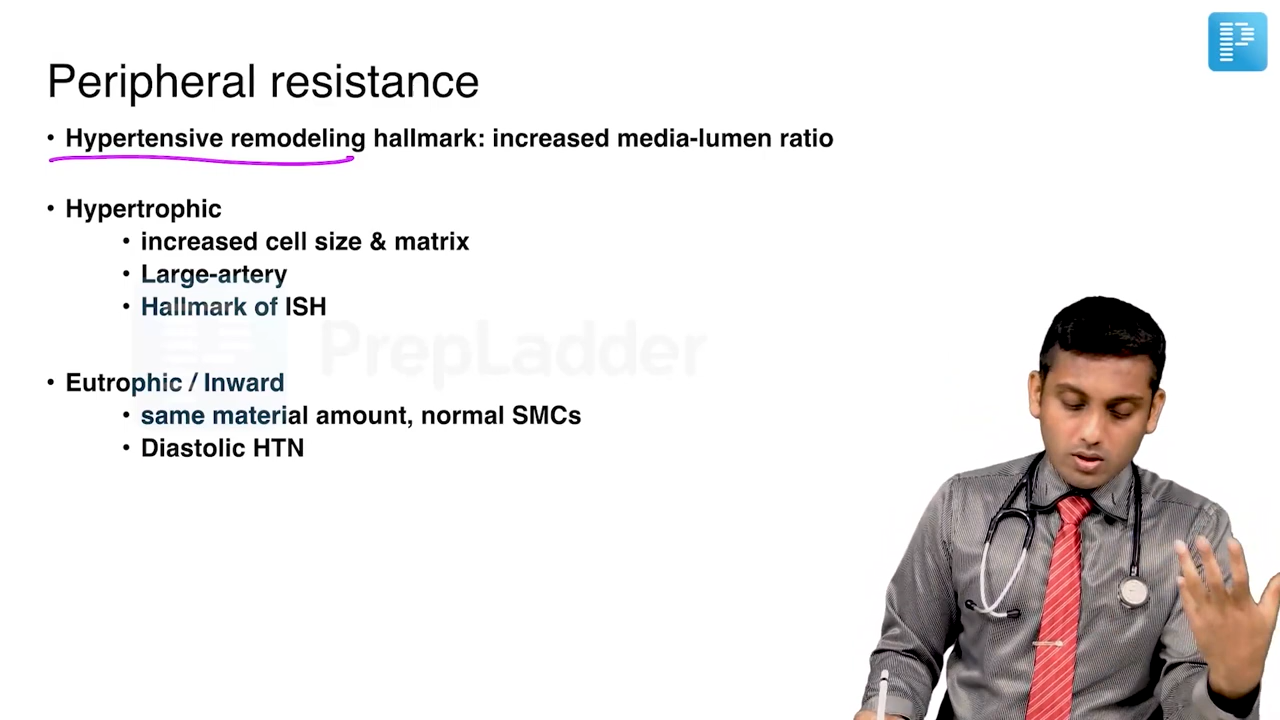 Peripheral resistance
• Hypertensive remodeling hallmark: increased media-lumen ratio
• Hypertrophic
• increased cell size & matrix
• Large-artery
• Hallmark of ISH
PrepLadder
• Eutrophic / Inward
• same material amount, normal SMCs
• Diastolic HTN